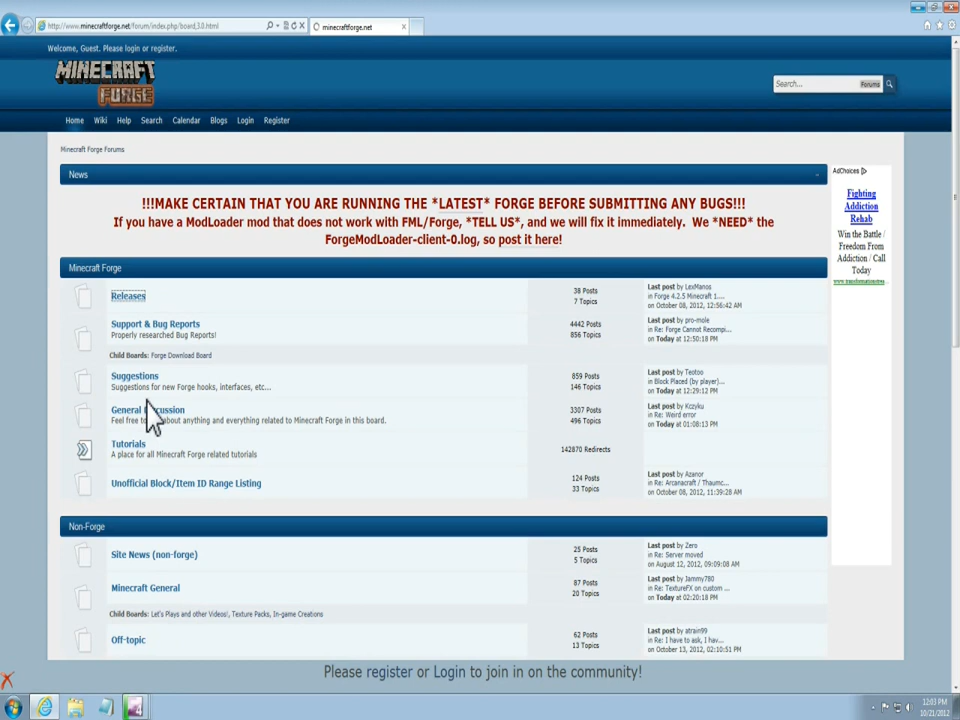 http://www.minecraftforge.net/forum/index.php/board_3.0.html
minecraftforge.net
Welcome, Guest. Please login or register.
MINECRAFT
FORGE
Search...
Forums
Home Wiki Help Search Calendar Blogs Login Register
Minecraft Forge Forums
News
!!!MAKE CERTAIN THAT YOU ARE RUNNING THE *LATEST* FORGE BEFORE SUBMITTING ANY BUGS!!!
If you have a ModLoader mod that does not work with FML/Forge, *TELL US*, and we will fix it immediately. We *NEED* the
ForgeModLoader-client-0.log, so post it here!
AdChoices
Fighting
Addiction
Rehab
Win the Battle /
Freedom From
Addiction / Call
Today
Minecraft Forge
Releases
38 Posts
7 Topics
Last post by LexManos
in Forge 4.2.5 Minecraft 1....
on October 08, 2012, 12:56:42 AM
Support & Bug Reports
Properly researched Bug Reports!
4442 Posts
856 Topics
Last post by pro-mole
in Re: Forge Cannot Recompi...
on Today at 12:50:18 PM
Child Boards: Forge Download Board
Suggestions
Suggestions for new Forge hooks, interfaces, etc...
859 Posts
146 Topics
Last post by Teotoo
in Block Placed (by player)...
on Today at 12:29:12 PM
General
Feel free to about anything and everything related to Minecraft Forge in this board.
3307 Posts
496 Topics
Last post by Kczyku
in Re: Weird error
on Today at 01:08:13 PM
Tutorials
A place for all Minecraft Forge related tutorials
142870 Redirects
Unofficial Block/Item ID Range Listing
124 Posts
33 Topics
Last post by Azanor
in Re: Arcanacraft / Thaumc...
on October 08, 2012, 11:39:28 AM
Non-Forge
Site News (non-forge)
25 Posts
5 Topics
Last post by Zero
in Re: Server moved
on August 12, 2012, 09:09:08 AM
Minecraft General
87 Posts
20 Topics
Last post by Jammy780
in Re: TextureFX on custom ...
on Today at 02:20:18 PM
Child Boards: Let's Plays and other Videos!, Texture Packs, In-game Creations
Off-topic
62 Posts
13 Topics
Last post by atrain99
in Re: I have to ask, I hav...
on October 13, 2012, 02:10:51 PM
Please register or Login to join in on the community!
12:03 PM
10/21/2012